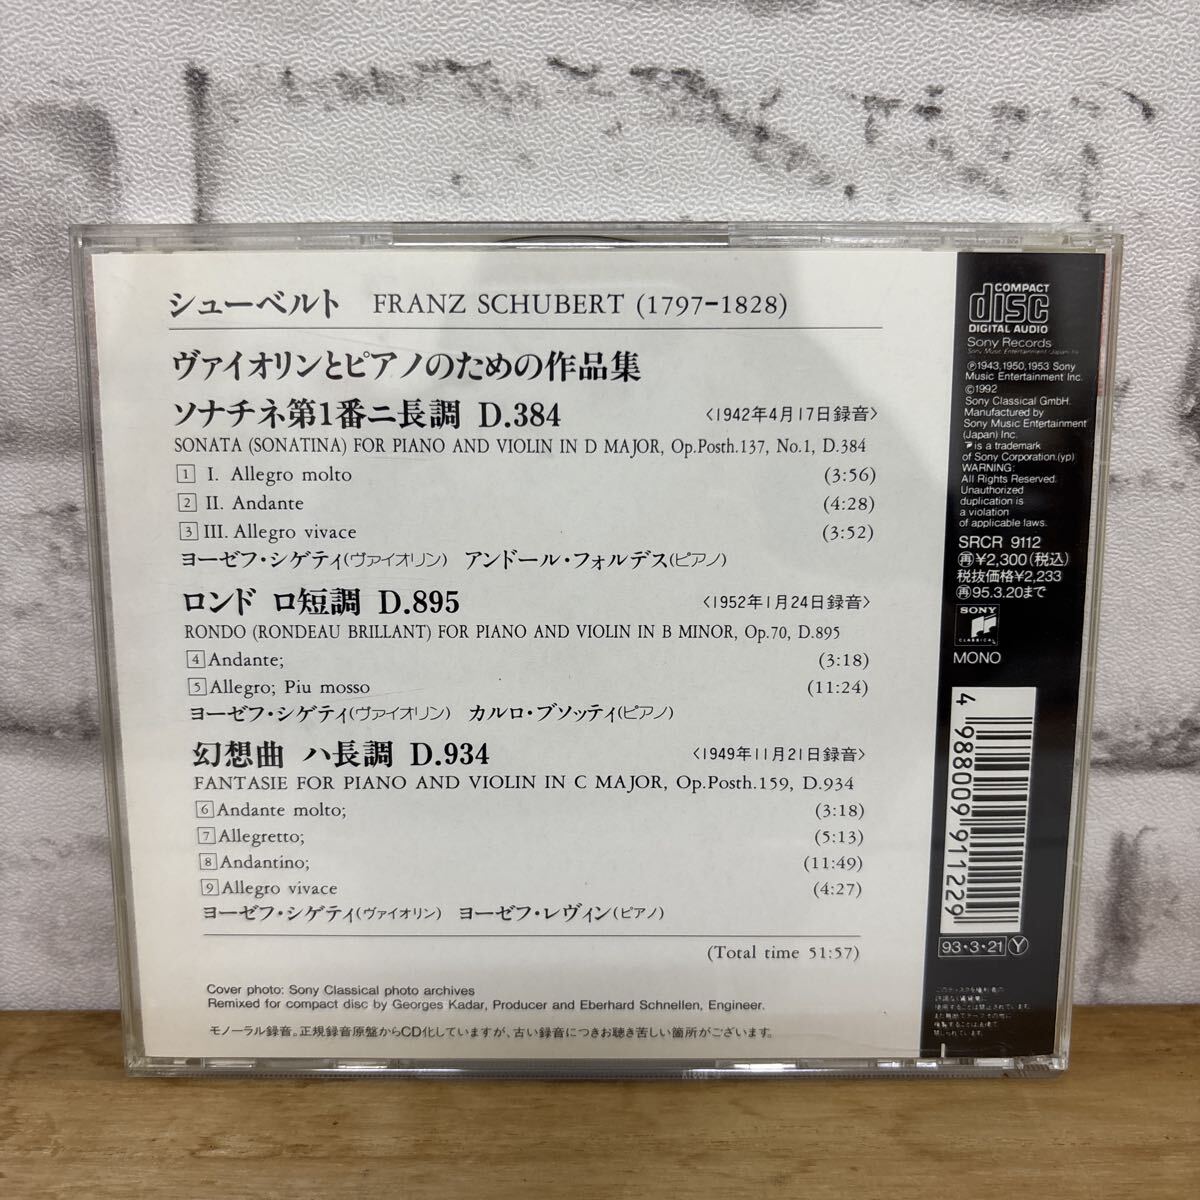 シューベルト FRANZ SCHUBERT (1797-1828)
ヴァイオリンとピアノのための作品集
ソナチネ第1番ニ長調 D.384 〈1942年4月17日録音〉
SONATA (SONATINA) FOR PIANO AND VIOLIN IN D MAJOR, Op.Posth.137, No.1, D.384
1 I. Allegro molto (3:56)
2 II. Andante (4:28)
3 III. Allegro vivace (3:52)
ヨーゼフ・シゲティ(ヴァイオリン) アンドール・フォルデス(ピアノ)
ロンド ロ短調 D.895 〈1952年1月24日録音〉
RONDO (RONDEAU BRILLANT) FOR PIANO AND VIOLIN IN B MINOR, Op.70, D.895
4 Andante; (3:18)
5 Allegro; Piu mosso (11:24)
ヨーゼフ・シゲティ(ヴァイオリン) カルロ・ブソッティ(ピアノ)
幻想曲 ハ長調 D.934 〈1949年11月21日録音〉
FANTASIE FOR PIANO AND VIOLIN IN C MAJOR, Op.Posth.159, D.934
6 Andante molto; (3:18)
7 Allegretto; (5:13)
8 Andantino; (11:49)
9 Allegro vivace (4:27)
ヨーゼフ・シゲティ(ヴァイオリン) ヨーゼフ・レヴィン(ピアノ)
(Total time 51:57)
Cover photo: Sony Classical photo archives
Remixed for compact disc by Georges Kadar, Producer and Eberhard Schnellen, Engineer.
モノーラル録音。正規録音原盤からCD化していますが、古い録音につきお聴き苦しい箇所がございます。
COMPACT
disc
DIGITAL AUDIO
Sony Records
Sony Music Entertainment (Japan) Inc.
Ⓟ1943,1950,1953 Sony
Music Entertainment Inc.
©1992
Sony Classical GmbH.
Manufactured by
Sony Music Entertainment
(Japan) Inc.
is a trademark
of Sony Corporation.(yp)
WARNING:
All Rights Reserved.
Unauthorized
duplication is
a violation
of applicable laws.
SRCR 9112
再¥2,300(税込)
税抜価格¥2,233
再95.3.20まで
SONY
CLASSICAL
MONO
4 988009 911229
93・3・21 Y